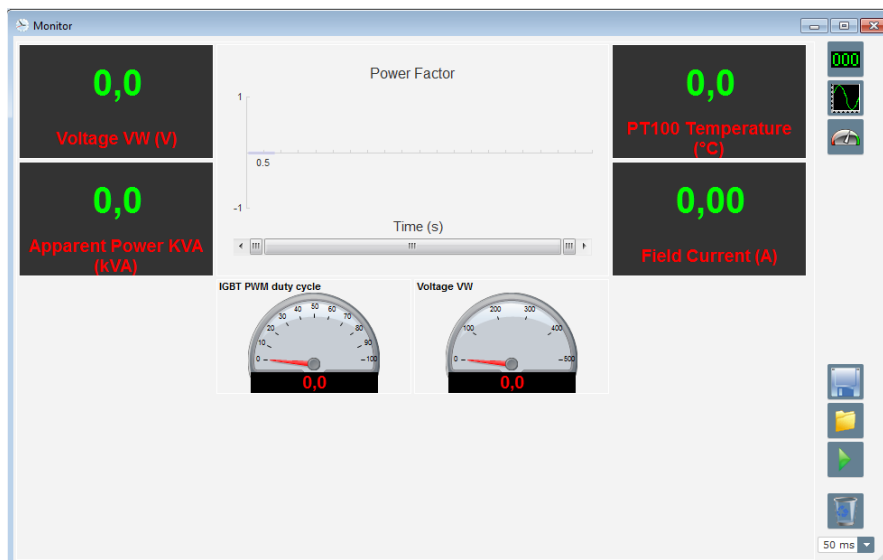 Monitor
0,0
Voltage VW (V)
Power Factor
1
0.5
-1
Time (s)
0,0
PT100 Temperature
(°C)
000
0,0
Apparent Power KVA
(kVA)
0,00
Field Current (A)
IGBT PWM duty cycle
0
10
20
30
40
50
60
70
80
90
100
0,0
Voltage VW
0
100
200
300
400
500
0,0
50 ms